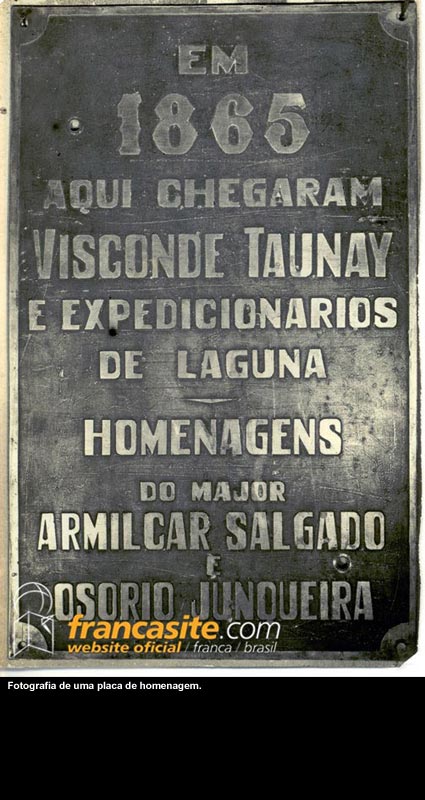 EM
1865
AQUI CHEGARAM
VISCONDE TAUNAY
E EXPEDICIONARIOS
DE LAGUNA
HOMENAGENS
DO MAJOR
ARMILCAR SALGADO
E
OSORIO JUNQUEIRA
francasite.com
website oficial / franca / brasil
Fotografia de uma placa de homenagem.